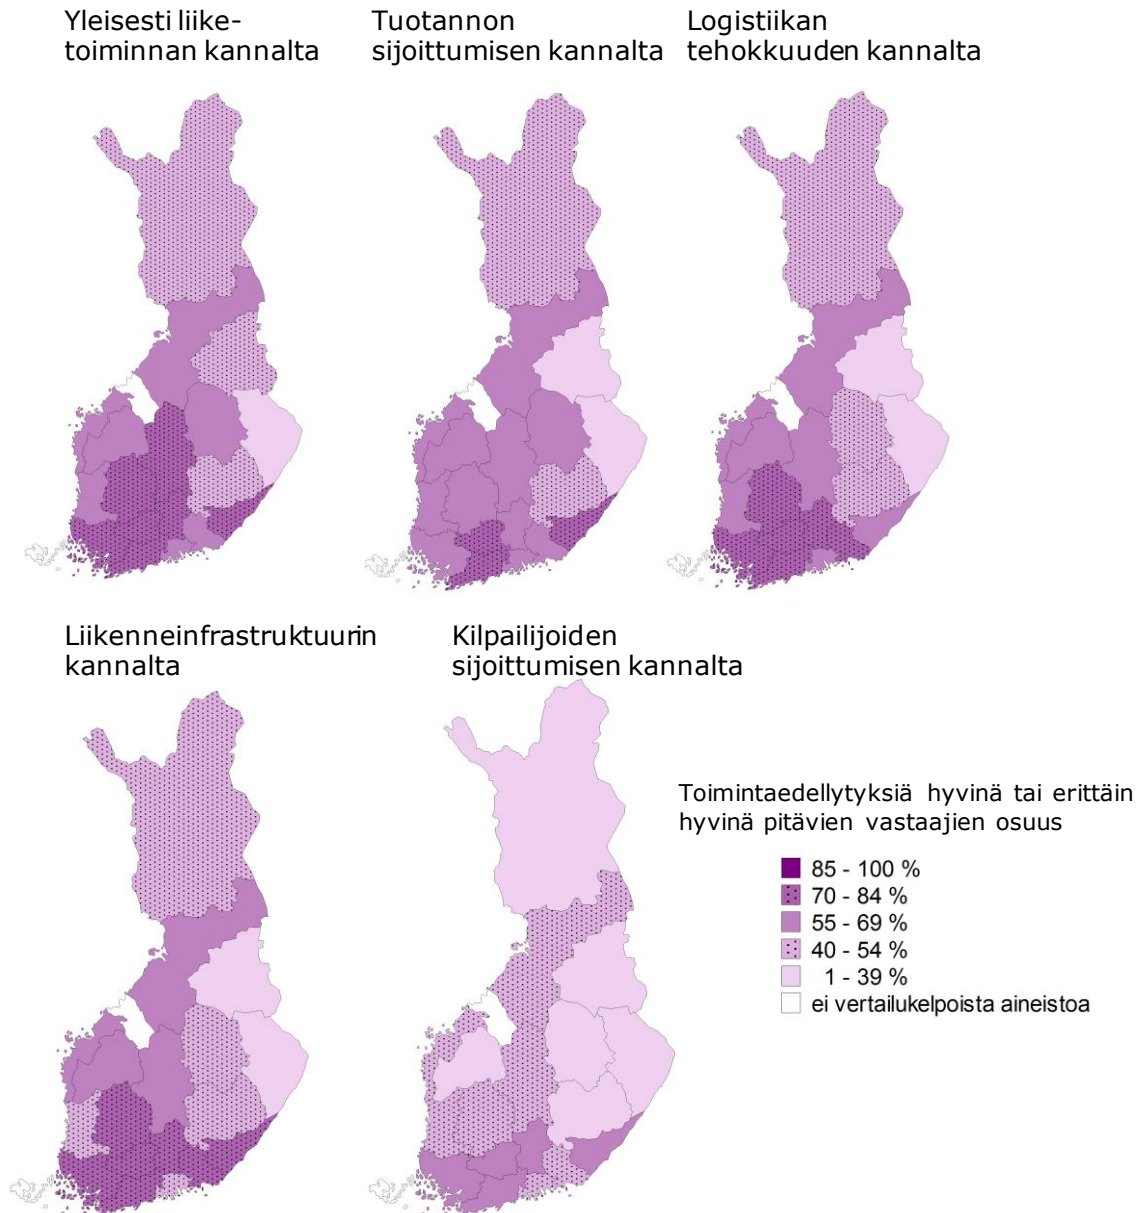 Yleisesti liike-
toiminnan kannalta
Tuotannon
sijoittumisen kannalta
Logistiikan
tehokkuuden kannalta
Liikenneinfrastruktuurin
kannalta
Kilpailijoiden
sijoittumisen kannalta
Toimintaedellytyksiä hyvinä tai erittäin
hyvinä pitävien vastaajien osuus
85 - 100 %
70 - 84 %
55 - 69 %
40 - 54 %
1 - 39 %
ei vertailukelpoista aineistoa